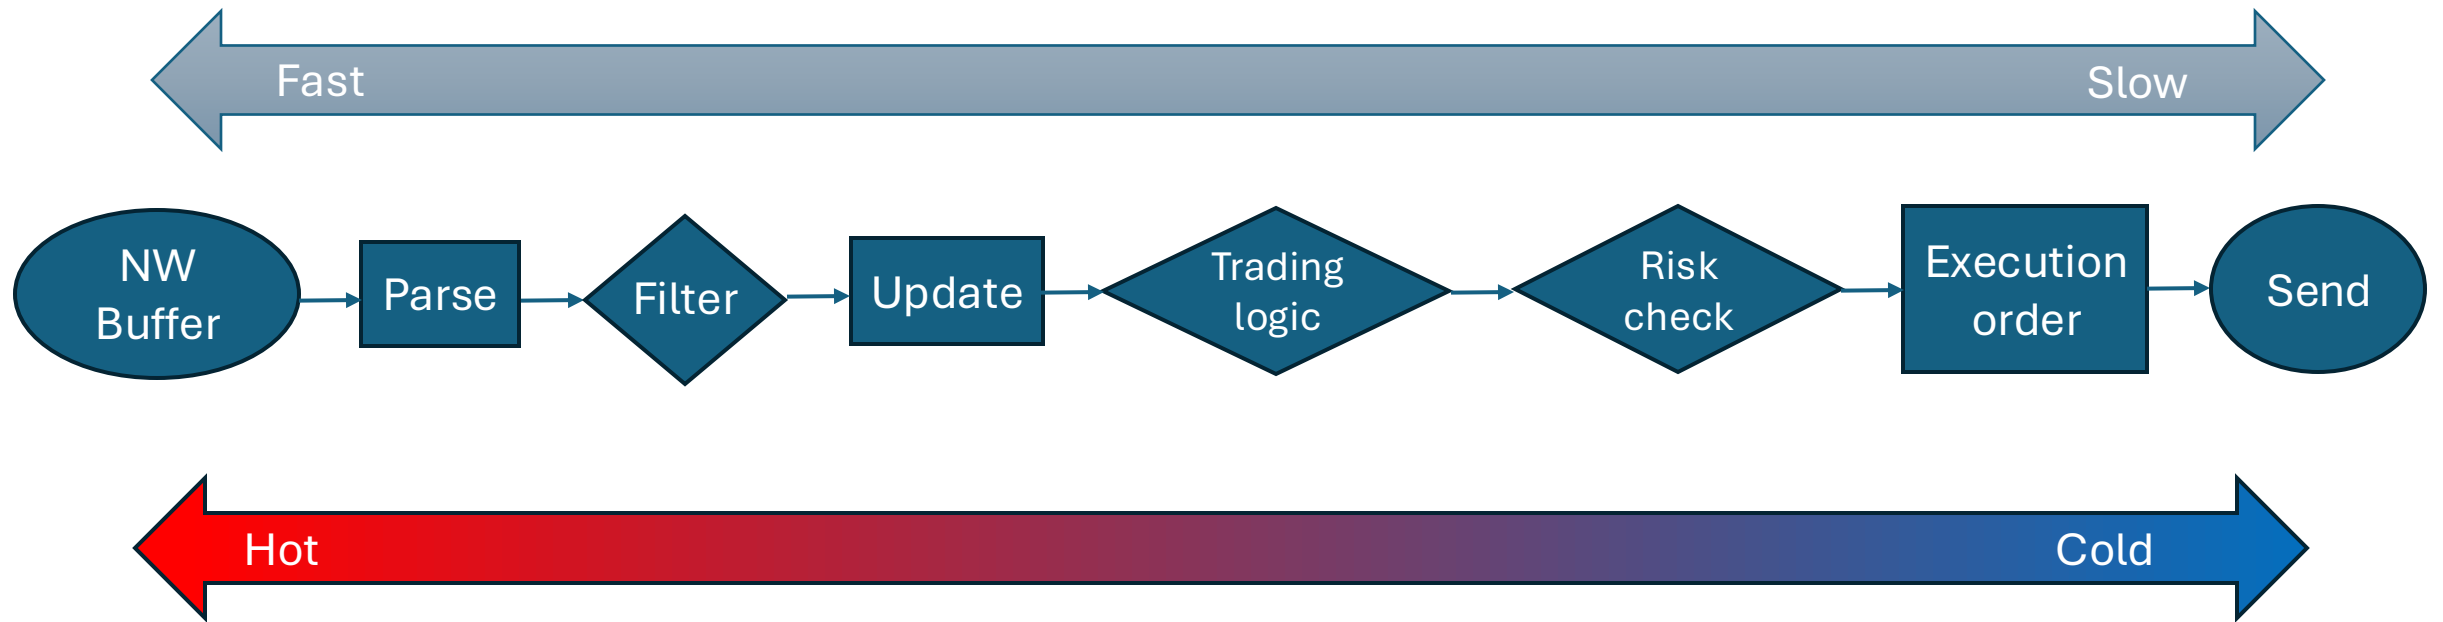 Fast
Slow
NW
Buffer
Parse
Filter
Update
Trading
logic
Risk
check
Execution
order
Send
Hot
Cold